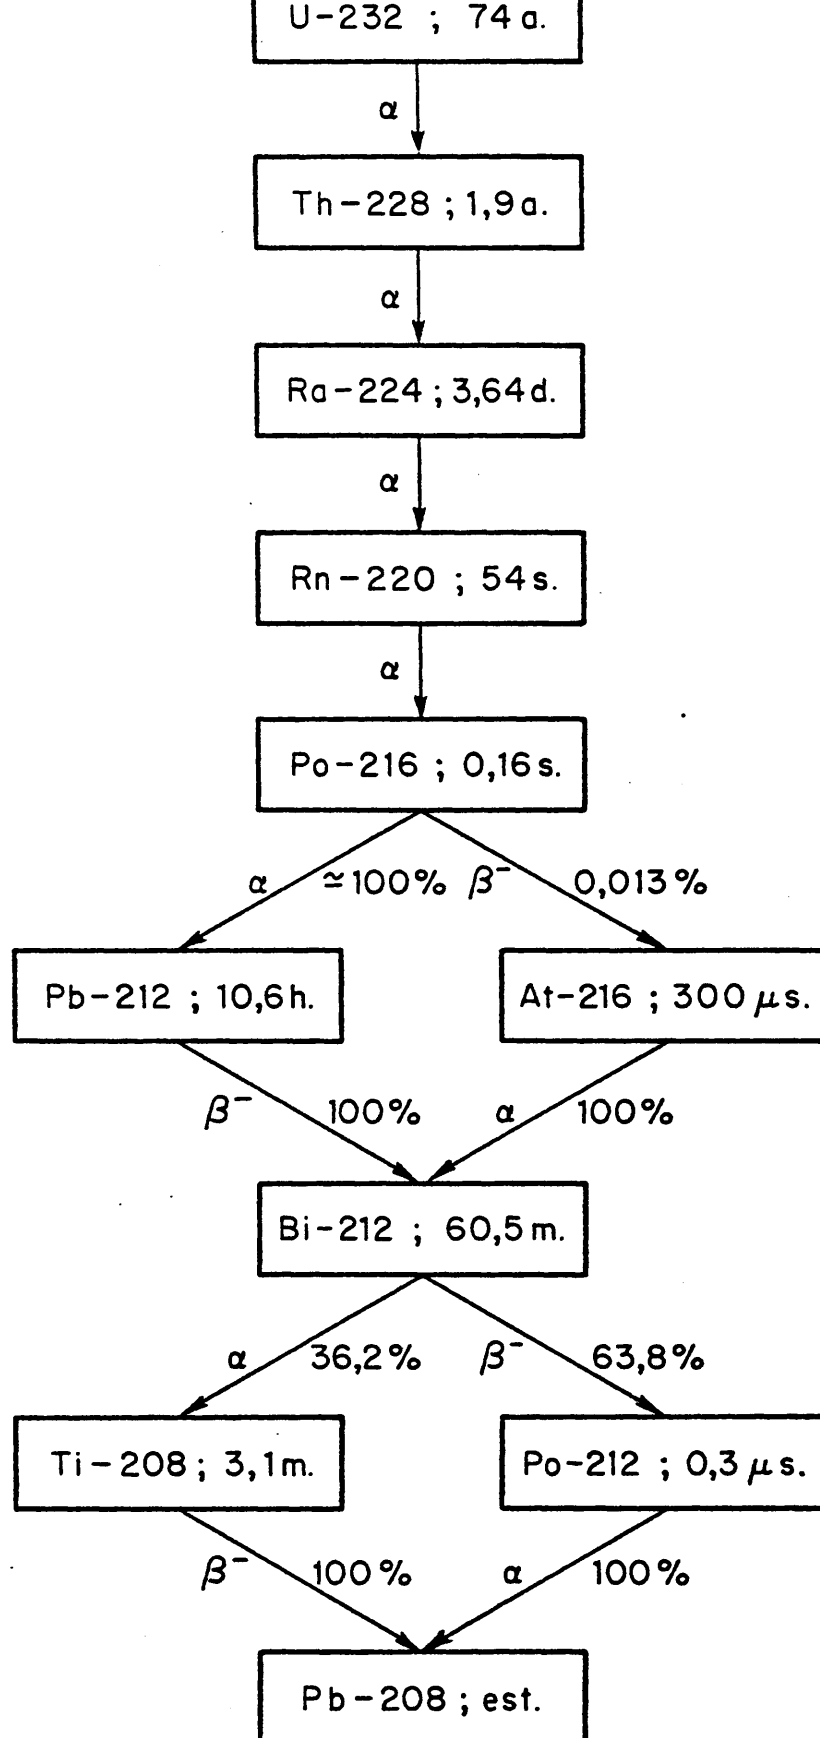 U-232 ; 74 a.
α
Th-228 ; 1,9 a.
α
Ra-224 ; 3,64 d.
α
Rn-220 ; 54 s.
α
Po-216 ; 0,16 s.
α ≃100% β⁻ 0,013%
Pb-212 ; 10,6 h. At-216 ; 300 μs.
β⁻ 100% α 100%
Bi-212 ; 60,5 m.
α 36,2% β⁻ 63,8%
Ti-208 ; 3,1 m. Po-212 ; 0,3 μs.
β⁻ 100% α 100%
Pb-208 ; est.